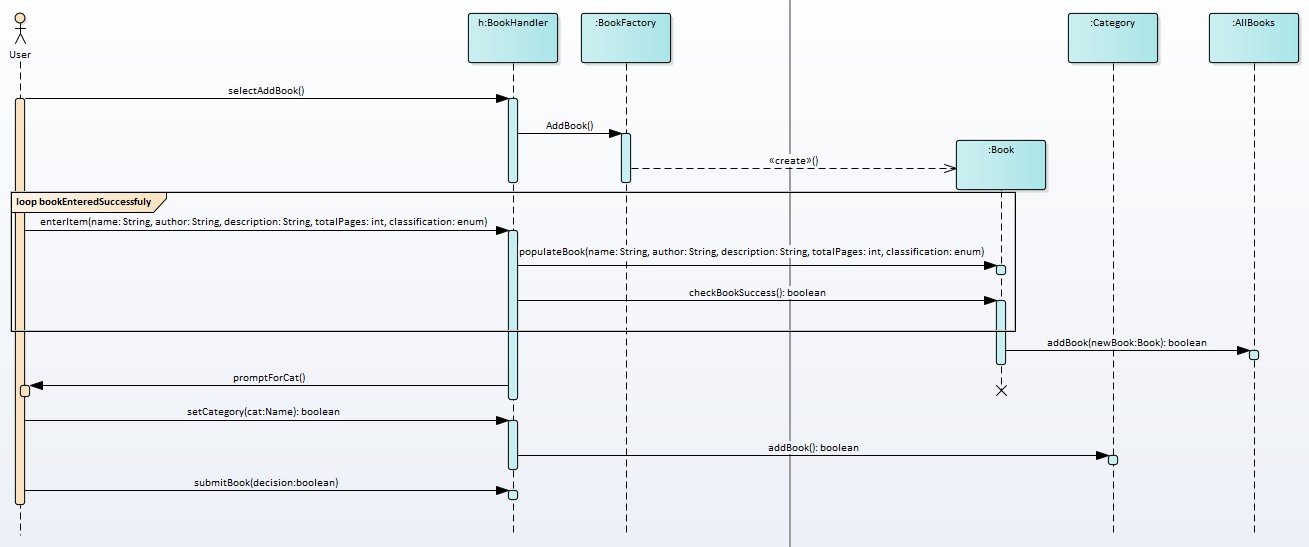 User
h:BookHandler
:BookFactory
:Category
:AllBooks
selectAddBook()
AddBook()
:Book
«create»()
loop bookEnteredSuccessfuly
enterItem(name: String, author: String, description: String, totalPages: int, classification: enum)
populateBook(name: String, author: String, description: String, totalPages: int, classification: enum)
checkBookSuccess(): boolean
addBook(newBook:Book): boolean
promptForCat()
setCategory(cat:Name): boolean
addBook(): boolean
submitBook(decision:boolean)